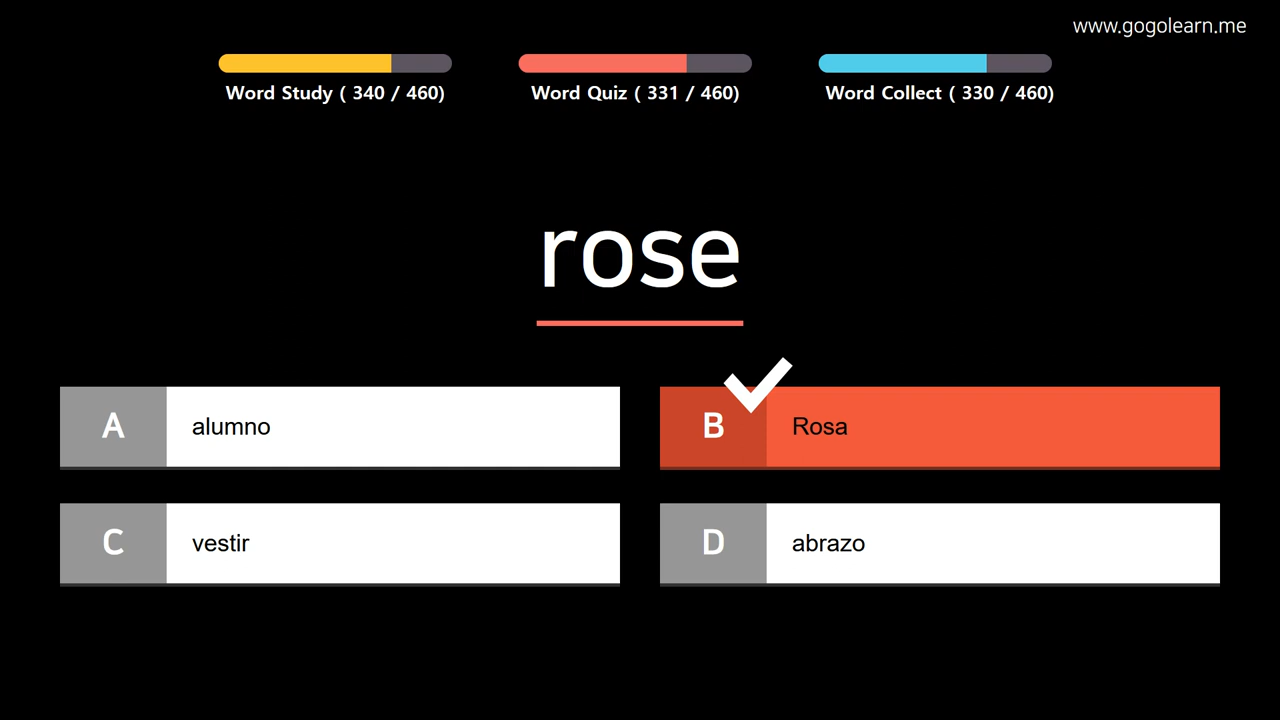 www.gogolearn.me
Word Study ( 340 / 460)
Word Quiz ( 331 / 460)
Word Collect ( 330 / 460)
rose
A alumno
B Rosa
C vestir
D abrazo